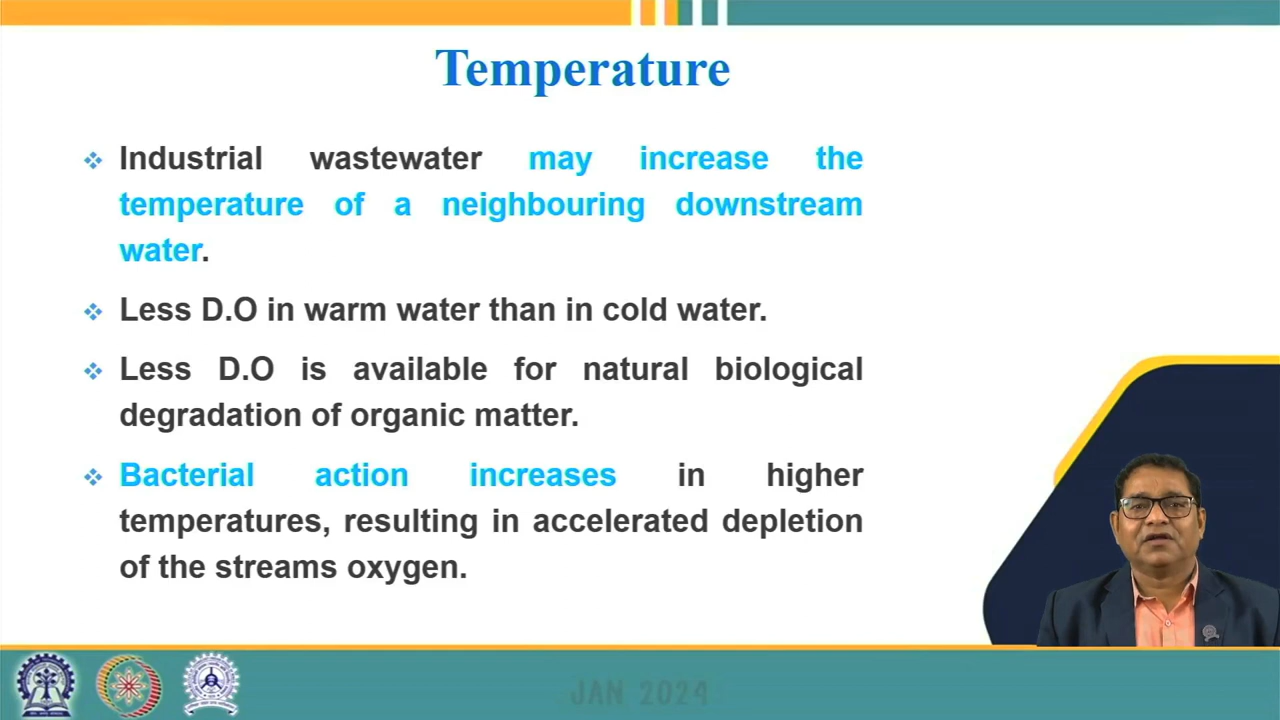 Temperature
Industrial wastewater may increase the
temperature of a neighbouring downstream
water.
Less D.O in warm water than in cold water.
Less D.O is available for natural biological
degradation of organic matter.
Bacterial action increases in higher
temperatures, resulting in accelerated depletion
of the streams oxygen.
JAN 2024